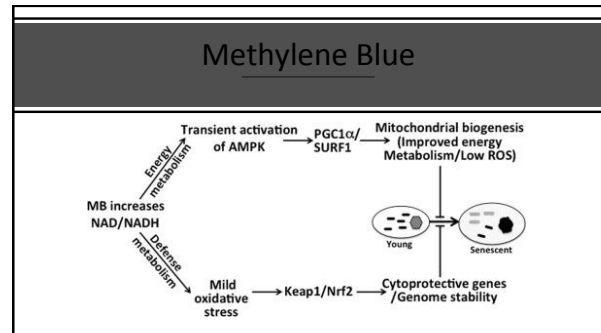 Methylene Blue
Transient activation
of AMPK
PGC1α/
SURF1
Mitochondrial biogenesis
(Improved energy
Metabolism/Low ROS)
Energy
metabolism
MB increases
NAD/NADH
Defense
metabolism
Young
Senescent
Mild
oxidative
stress
Keap1/Nrf2
Cytoprotective genes
/Genome stability